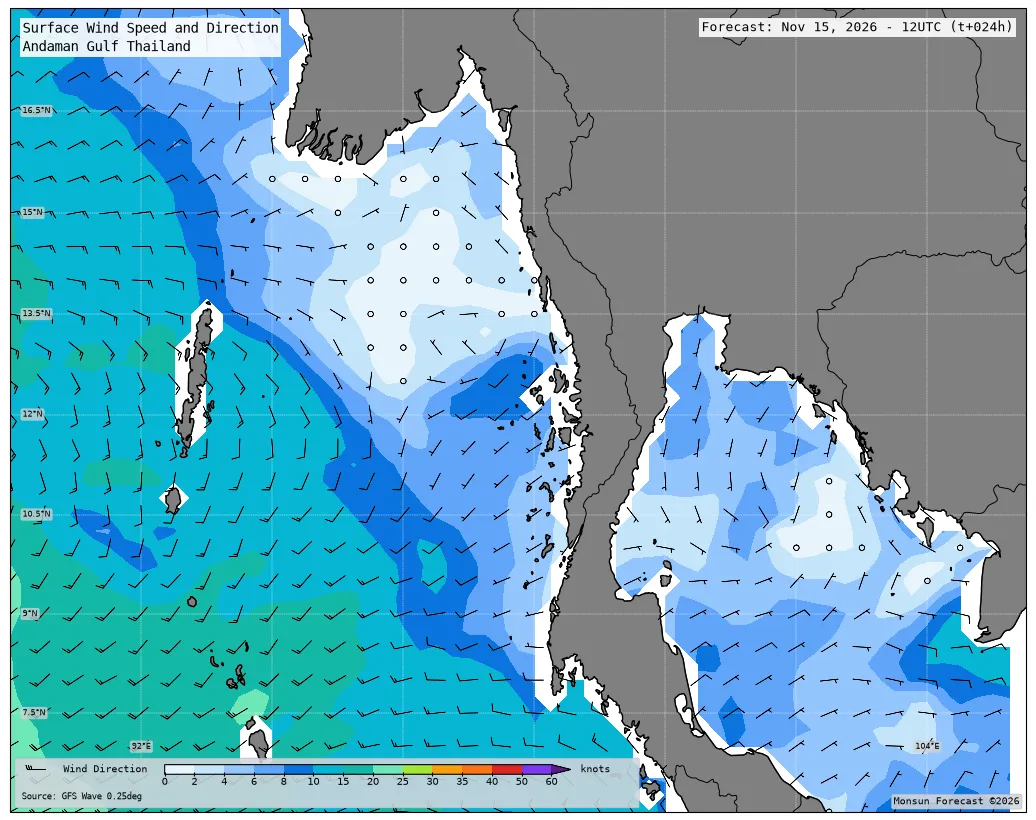 Surface Wind Speed and Direction
Andaman Gulf Thailand
Forecast: Nov 15, 2026 - 12UTC (t+024h)
16.5°N
15°N
13.5°N
12°N
10.5°N
9°N
7.5°N
92°E
104°E
Wind Direction
0 2 4 6 8 10 15 20 25 30 35 40 50 60
knots
Source: GFS Wave 0.25deg
Monsun Forecast ©2026